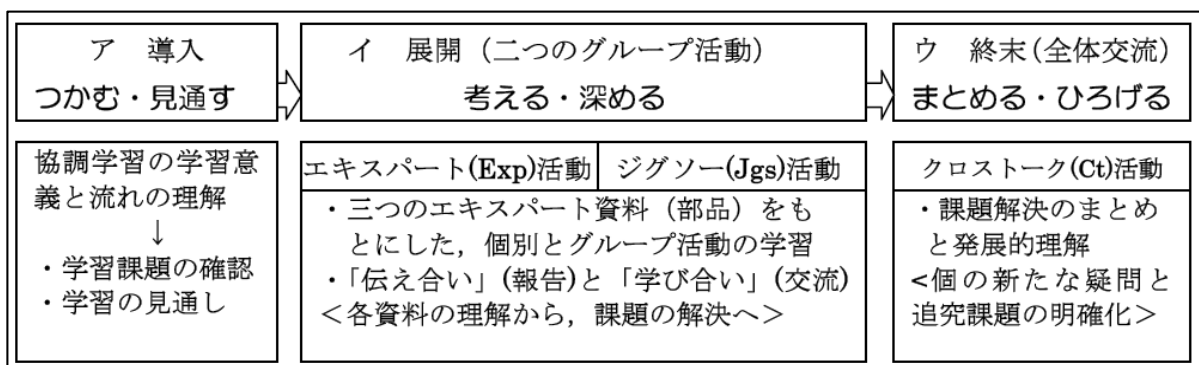 ア 導入
つかむ・見通す
協調学習の学習意
義と流れの理解
↓
・学習課題の確認
・学習の見通し
イ 展開（二つのグループ活動）
考える・深める
エキスパート(Exp)活動
ジグソー(Jgs)活動
・三つのエキスパート資料（部品）をも
とにした，個別とグループ活動の学習
・「伝え合い」(報告)と「学び合い」(交流)
＜各資料の理解から，課題の解決へ＞
ウ 終末(全体交流)
まとめる・ひろげる
クロストーク(Ct)活動
・課題解決のまとめ
と発展的理解
<個の新たな疑問と
追究課題の明確化＞